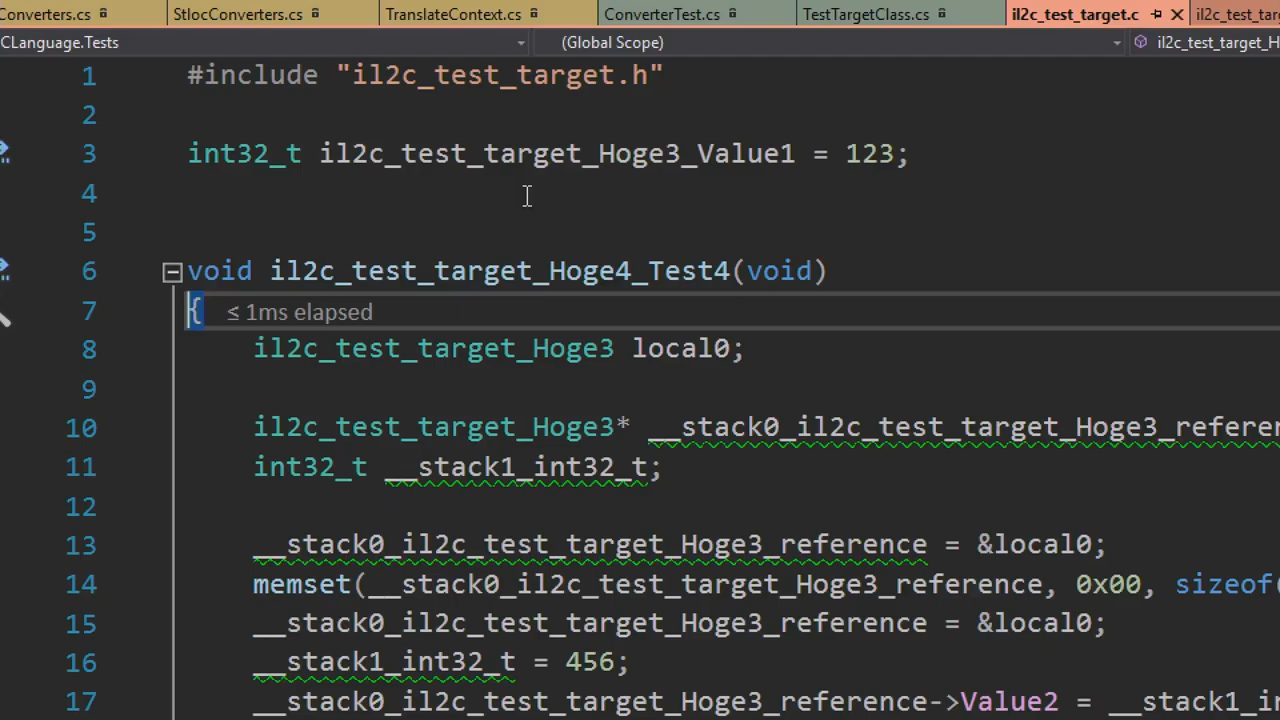 Converters.cs StlocConverters.cs TranslateContext.cs ConverterTest.cs TestTargetClass.cs il2c_test_target.c il2c_test_tar
CLanguage.Tests (Global Scope) il2c_test_target_H
1 #include "il2c_test_target.h"
2
3 int32_t il2c_test_target_Hoge3_Value1 = 123;
4
5
6 void il2c_test_target_Hoge4_Test4(void)
7 { ≤ 1ms elapsed
8 il2c_test_target_Hoge3 local0;
9
10 il2c_test_target_Hoge3* __stack0_il2c_test_target_Hoge3_referen
11 int32_t __stack1_int32_t;
12
13 __stack0_il2c_test_target_Hoge3_reference = &local0;
14 memset(__stack0_il2c_test_target_Hoge3_reference, 0x00, sizeof(
15 __stack0_il2c_test_target_Hoge3_reference = &local0;
16 __stack1_int32_t = 456;
17 __stack0_il2c_test_target_Hoge3_reference->Value2 = __stack1_in